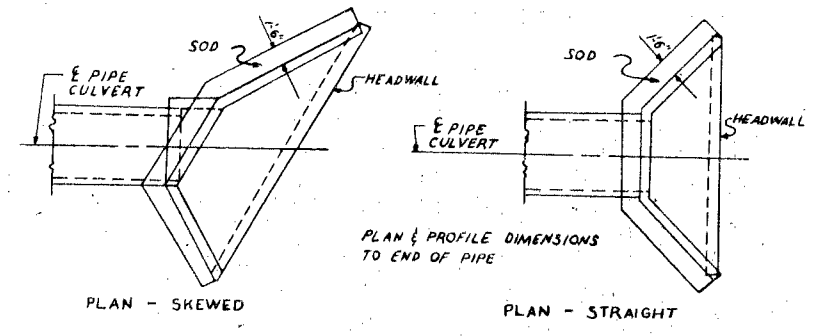 1'-6"
SOD
℄ PIPE
CULVERT
HEADWALL
PLAN - SKEWED
1'-6"
SOD
℄ PIPE
CULVERT
HEADWALL
PLAN & PROFILE DIMENSIONS
TO END OF PIPE
PLAN - STRAIGHT